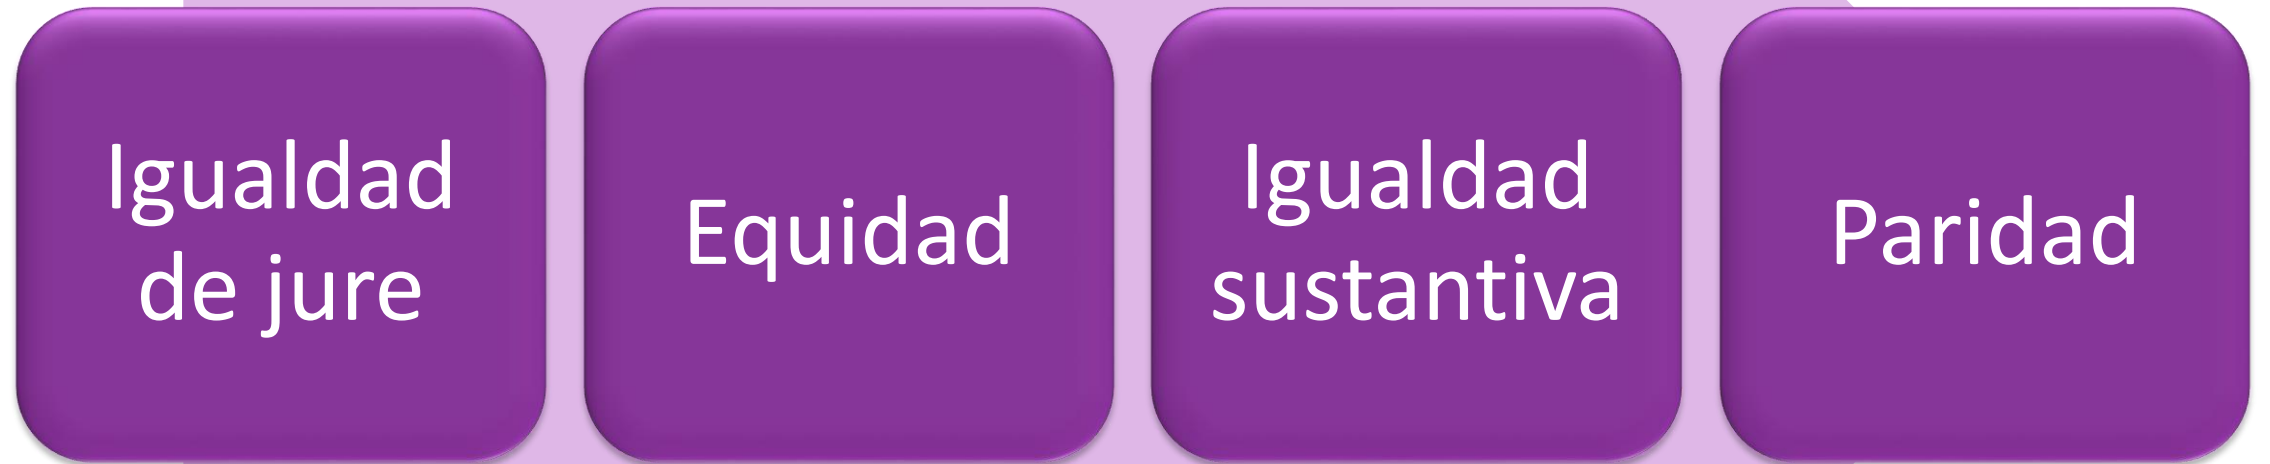 Igualdad
de jure
Equidad
Igualdad
sustantiva
Paridad